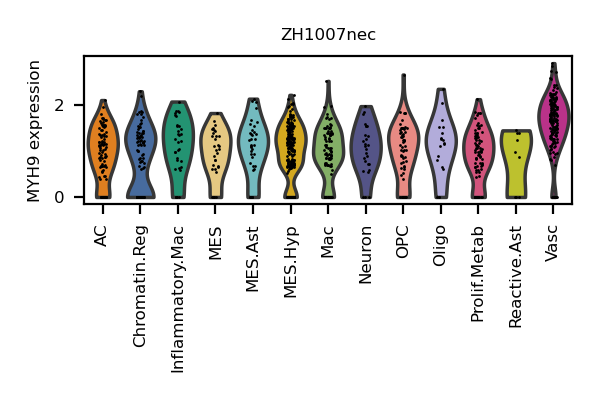 ZH1007nec
MYH9 expression
2
0
AC
Chromatin.Reg
Inflammatory.Mac
MES
MES.Ast
MES.Hyp
Mac
Neuron
OPC
Oligo
Prolif.Metab
Reactive.Ast
Vasc